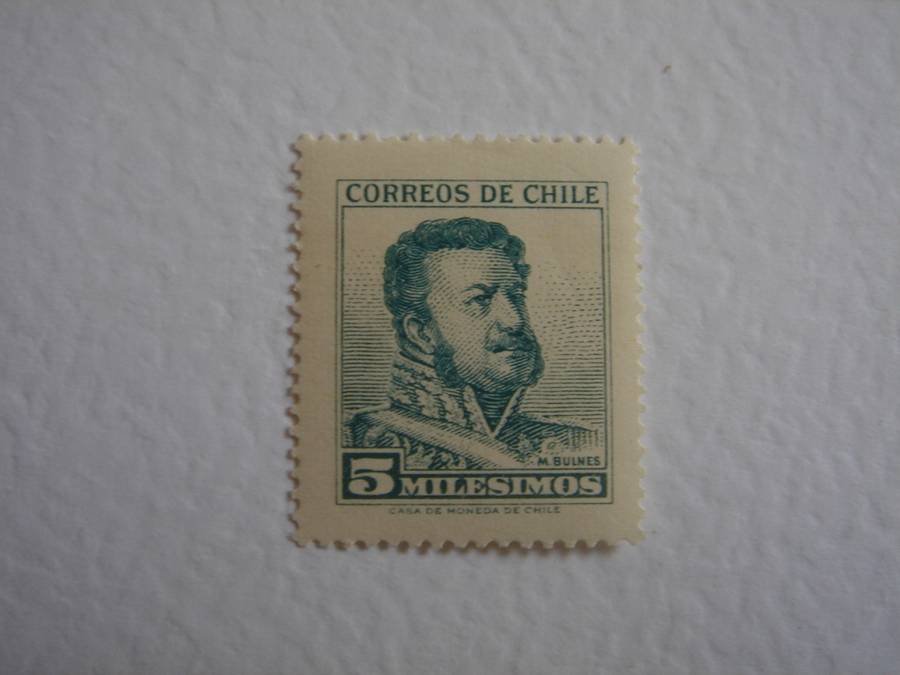 CORREOS DE CHILE
M. BULNES
5 MILESIMOS
CASA DE MONEDA DE CHILE